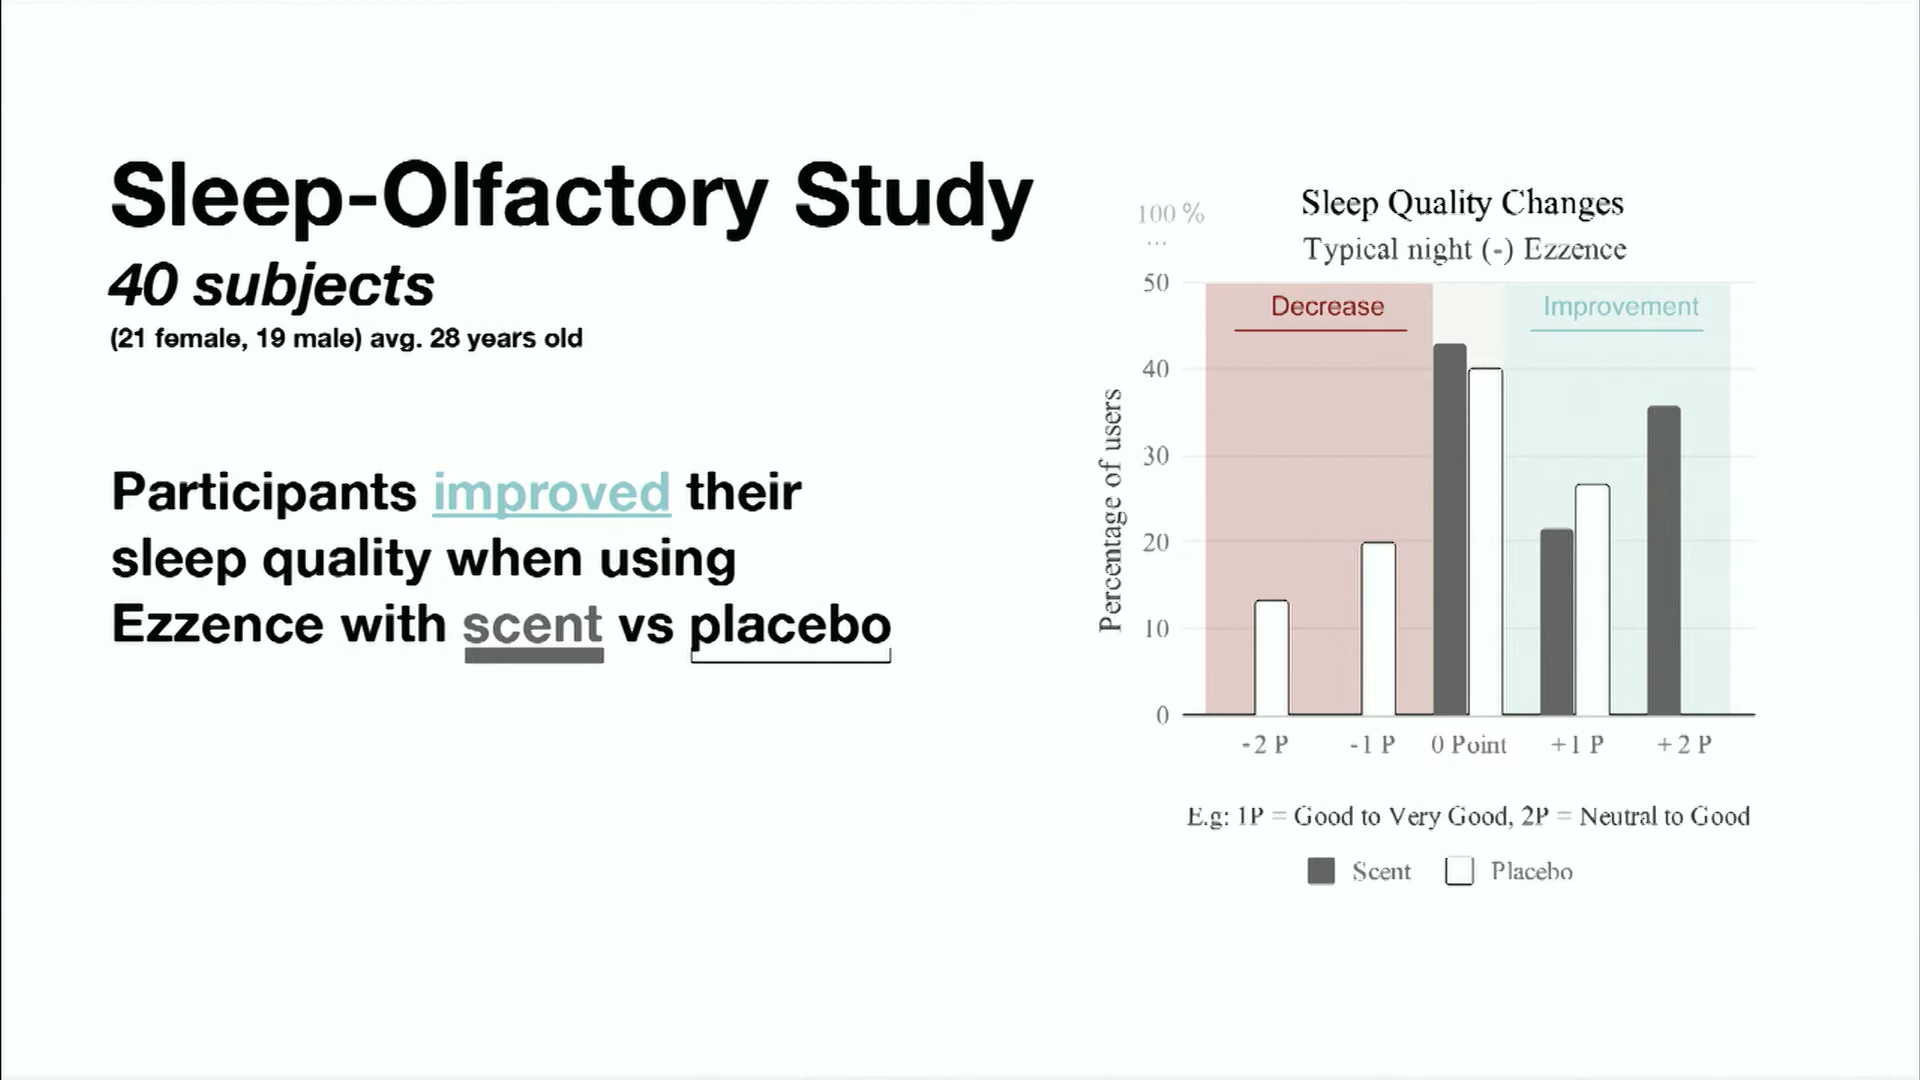 Sleep-Olfactory Study
40 subjects
(21 female, 19 male) avg. 28 years old
Participants improved their
sleep quality when using
Ezzence with scent vs placebo
Sleep Quality Changes
Typical night (-) Ezzence
100 %
...
50
40
30
20
10
0
Percentage of users
Decrease
Improvement
-2 P
-1 P
0 Point
+1 P
+2 P
E.g: 1P = Good to Very Good, 2P = Neutral to Good
Scent
Placebo